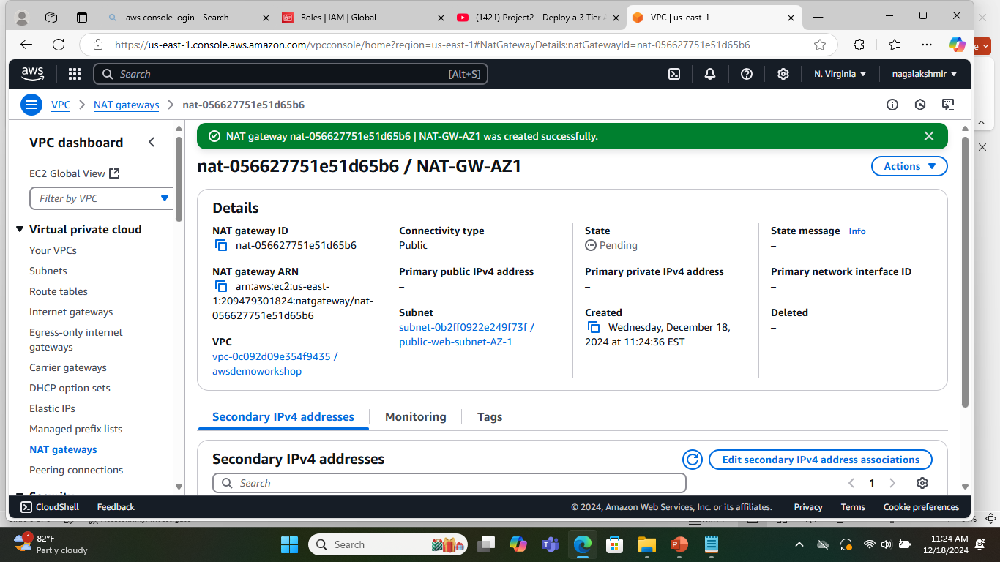 aws console login - Search
Roles | IAM | Global
(1421) Project2 - Deploy a 3 Tier
VPC | us-east-1
https://us-east-1.console.aws.amazon.com/vpcconsole/home?region=us-east-1#NatGatewayDetails:natGatewayId=nat-056627751e51d65b6
aws
Search
[Alt+S]
N. Virginia
nagalakshmir
VPC
NAT gateways
nat-056627751e51d65b6
VPC dashboard
EC2 Global View
Filter by VPC
Virtual private cloud
Your VPCs
Subnets
Route tables
Internet gateways
Egress-only internet
gateways
Carrier gateways
DHCP option sets
Elastic IPs
Managed prefix lists
NAT gateways
Peering connections
Security
NAT gateway nat-056627751e51d65b6 | NAT-GW-AZ1 was created successfully.
nat-056627751e51d65b6 / NAT-GW-AZ1
Actions
Details
NAT gateway ID
nat-056627751e51d65b6
NAT gateway ARN
arn:aws:ec2:us-east-
1:209479301824:natgateway/nat-
056627751e51d65b6
VPC
vpc-0c092d09e354f9435 /
awsdemoworkshop
Connectivity type
Public
Primary public IPv4 address
–
Subnet
subnet-0b2ff0922e249f73f /
public-web-subnet-AZ-1
State
Pending
Primary private IPv4 address
–
Created
Wednesday, December 18,
2024 at 11:24:36 EST
State message Info
–
Primary network interface ID
–
Deleted
–
Secondary IPv4 addresses
Monitoring
Tags
Secondary IPv4 addresses
Edit secondary IPv4 address associations
Search
1
CloudShell
Feedback
© 2024, Amazon Web Services, Inc. or its affiliates.
Privacy
Terms
Cookie preferences
1
82°F
Partly cloudy
Search
11:24 AM
12/18/2024